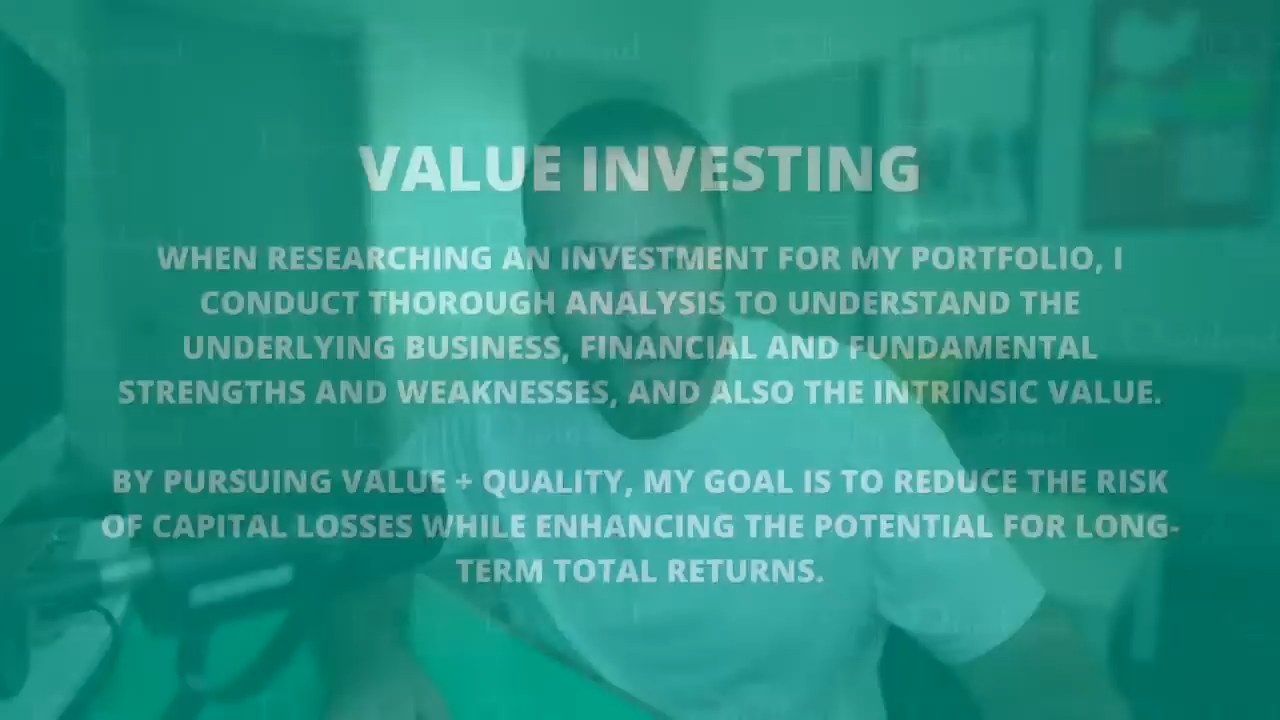 VALUE INVESTING
WHEN RESEARCHING AN INVESTMENT FOR MY PORTFOLIO, I
CONDUCT THOROUGH ANALYSIS TO UNDERSTAND THE
UNDERLYING BUSINESS, FINANCIAL AND FUNDAMENTAL
STRENGTHS AND WEAKNESSES, AND ALSO THE INTRINSIC VALUE.
BY PURSUING VALUE + QUALITY, MY GOAL IS TO REDUCE THE RISK
OF CAPITAL LOSSES WHILE ENHANCING THE POTENTIAL FOR LONG-
TERM TOTAL RETURNS.